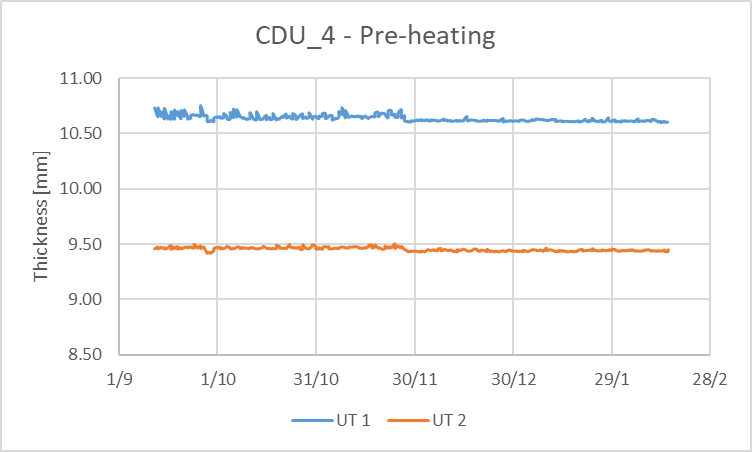 CDU_4 - Pre-heating
Thickness [mm]
11.00
10.50
10.00
9.50
9.00
8.50
1/9 1/10 31/10 30/11 30/12 29/1 28/2
UT 1 UT 2